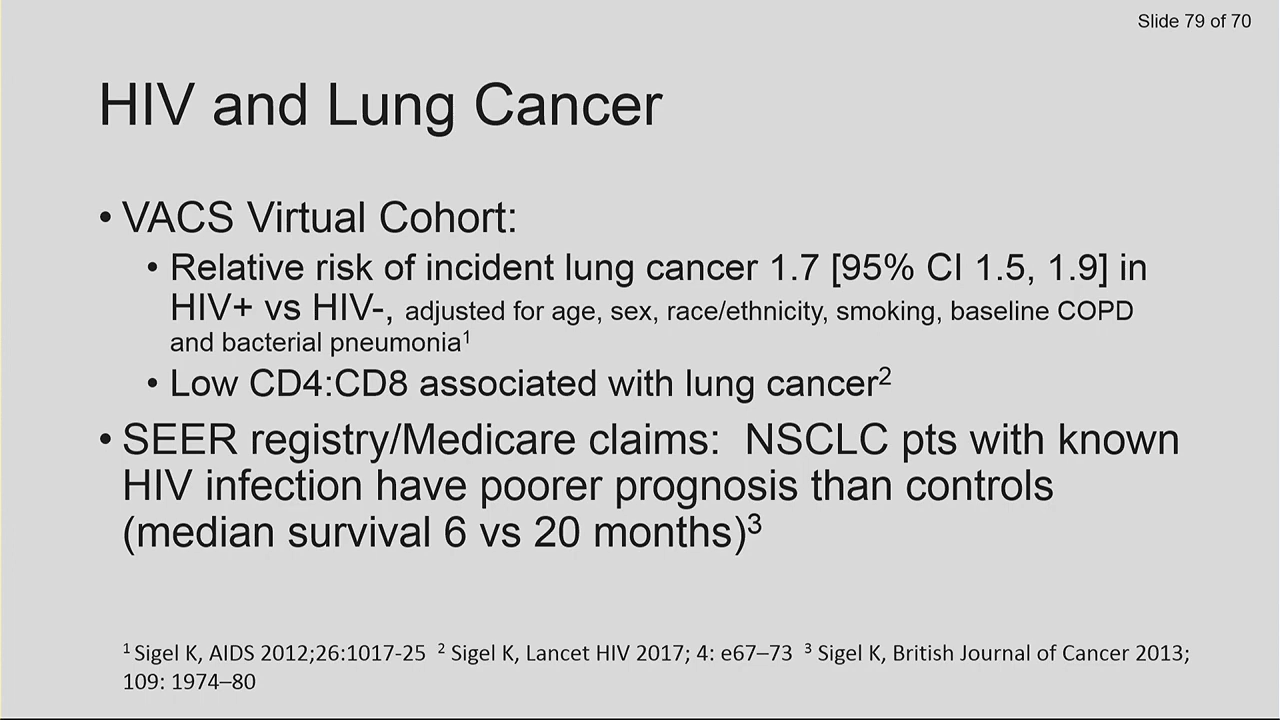 Slide 79 of 70
HIV and Lung Cancer
• VACS Virtual Cohort:
• Relative risk of incident lung cancer 1.7 [95% CI 1.5, 1.9] in
HIV+ vs HIV-, adjusted for age, sex, race/ethnicity, smoking, baseline COPD
and bacterial pneumonia¹
• Low CD4:CD8 associated with lung cancer²
• SEER registry/Medicare claims:  NSCLC pts with known
HIV infection have poorer prognosis than controls
(median survival 6 vs 20 months)³
¹ Sigel K, AIDS 2012;26:1017-25  ² Sigel K, Lancet HIV 2017; 4: e67–73  ³ Sigel K, British Journal of Cancer 2013;
109: 1974–80